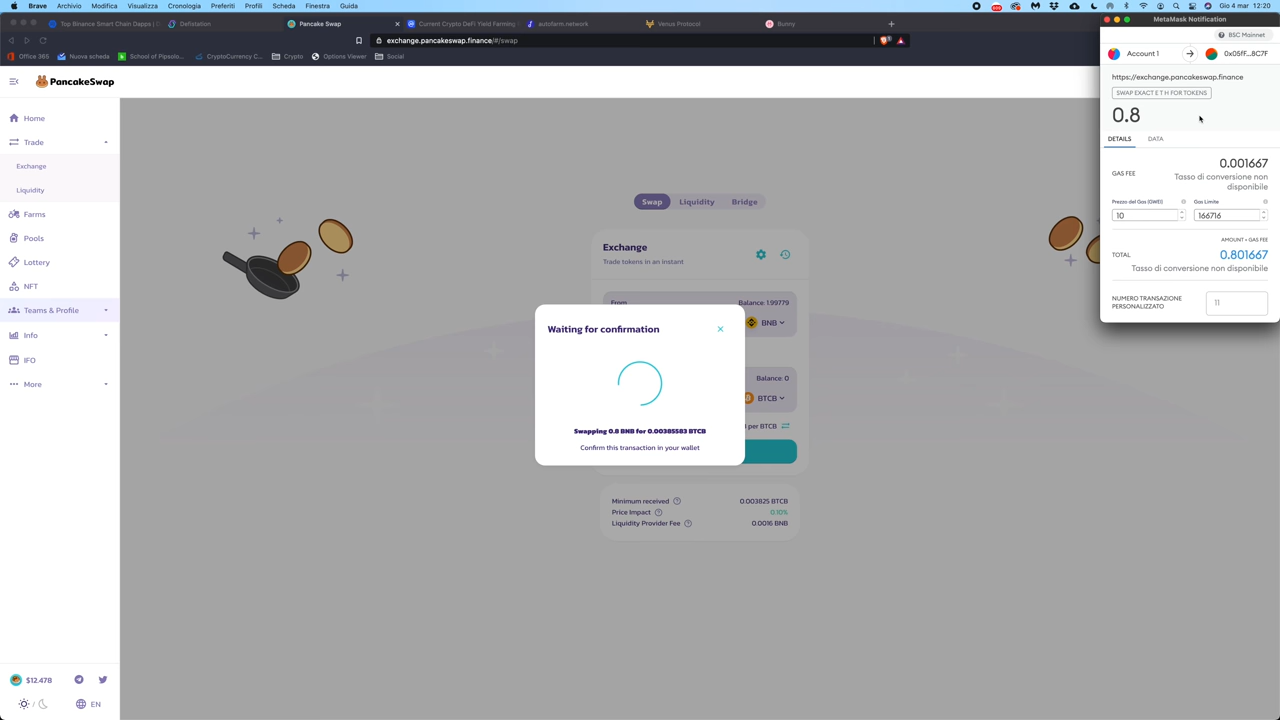 Brave Archivio Modifica Visualizza Cronologia Preferiti Profili Scheda Finestra Guida
Gio 4 mar 12:20
Top Binance Smart Chain Dapps | D
Defistation
Pancake Swap
Current Crypto DeFi Yield Farming
autofarm.network
Venus Protocol
Bunny
exchange.pancakeswap.finance/#/swap
Office 365
Nuova scheda
School of Pipsolo...
CryptoCurrency C...
Crypto
Options Viewer
Social
PancakeSwap
Home
Trade
Exchange
Liquidity
Farms
Pools
Lottery
NFT
Teams & Profile
Info
IFO
More
$12.478
EN
Swap Liquidity Bridge
Exchange
Trade tokens in an instant
From
Balance: 1.99779
BNB
Balance: 0
BTCB
per BTCB
Waiting for confirmation
Swapping 0.8 BNB for 0.00385583 BTCB
Confirm this transaction in your wallet
Minimum received 0.003825 BTCB
Price Impact 0.10%
Liquidity Provider Fee 0.0016 BNB
MetaMask Notification
BSC Mainnet
Account 1
0x05fF...8C7F
https://exchange.pancakeswap.finance
SWAP EXACT E T H FOR TOKENS
0.8
DETAILS DATA
GAS FEE
0.001667
Tasso di conversione non
disponibile
Prezzo del Gas (GWEI)
Gas Limite
10
166716
AMOUNT + GAS FEE
TOTAL
0.801667
Tasso di conversione non disponibile
NUMERO TRANSAZIONE
PERSONALIZZATO
11